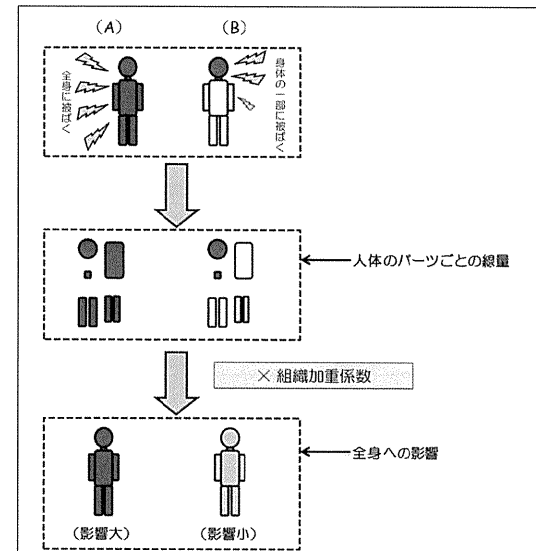 (A)
(B)
全身に被ばく
身体の一部に被ばく
人体のパーツごとの線量
× 組織加重係数
全身への影響
(影響大)
(影響小)